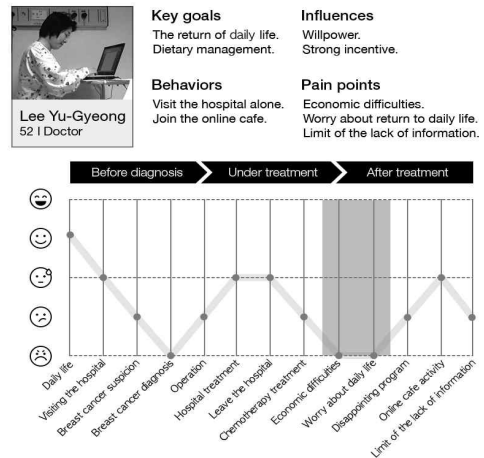 Key goals
The return of daily life.
Dietary management.
Influences
Willpower.
Strong incentive.
Behaviors
Visit the hospital alone.
Join the online cafe.
Pain points
Economic difficulties.
Worry about return to daily life.
Limit of the lack of information.
Lee Yu-Gyeong
52 I Doctor
Before diagnosis
Under treatment
After treatment
Daily life
Visiting the hospital
Breast cancer suspicion
Breast cancer diagnosis
Operation
Hospital treatment
Leave the hospital
Chemotherapy treatment
Economic difficulties
Worry about daily life
Disappointing program
Online cafe activity
Limit of the lack of information